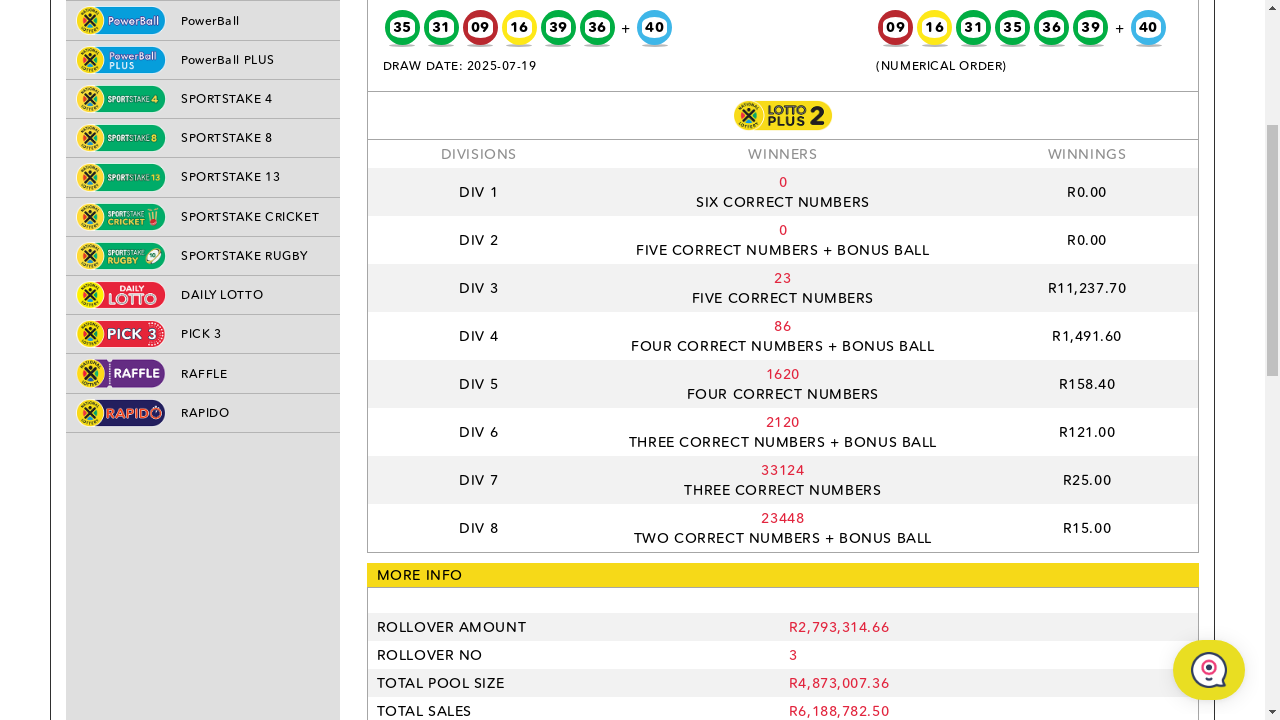 PowerBall PowerBall
PowerBall PLUS PowerBall PLUS
SPORTSTAKE 4 SPORTSTAKE 4
SPORTSTAKE 8 SPORTSTAKE 8
SPORTSTAKE 13 SPORTSTAKE 13
SPORTSTAKE CRICKET SPORTSTAKE CRICKET
SPORTSTAKE RUGBY SPORTSTAKE RUGBY
DAILY LOTTO DAILY LOTTO
PICK 3 PICK 3
RAFFLE RAFFLE
RAPIDO RAPIDO
35 31 09 16 39 36 + 40
09 16 31 35 36 39 + 40
DRAW DATE: 2025-07-19
(NUMERICAL ORDER)
LOTTO PLUS 2
DIVISIONS WINNERS WINNINGS
DIV 1 0 SIX CORRECT NUMBERS R0.00
DIV 2 0 FIVE CORRECT NUMBERS + BONUS BALL R0.00
DIV 3 23 FIVE CORRECT NUMBERS R11,237.70
DIV 4 86 FOUR CORRECT NUMBERS + BONUS BALL R1,491.60
DIV 5 1620 FOUR CORRECT NUMBERS R158.40
DIV 6 2120 THREE CORRECT NUMBERS + BONUS BALL R121.00
DIV 7 33124 THREE CORRECT NUMBERS R25.00
DIV 8 23448 TWO CORRECT NUMBERS + BONUS BALL R15.00
MORE INFO
ROLLOVER AMOUNT R2,793,314.66
ROLLOVER NO 3
TOTAL POOL SIZE R4,873,007.36
TOTAL SALES R6,188,782.50